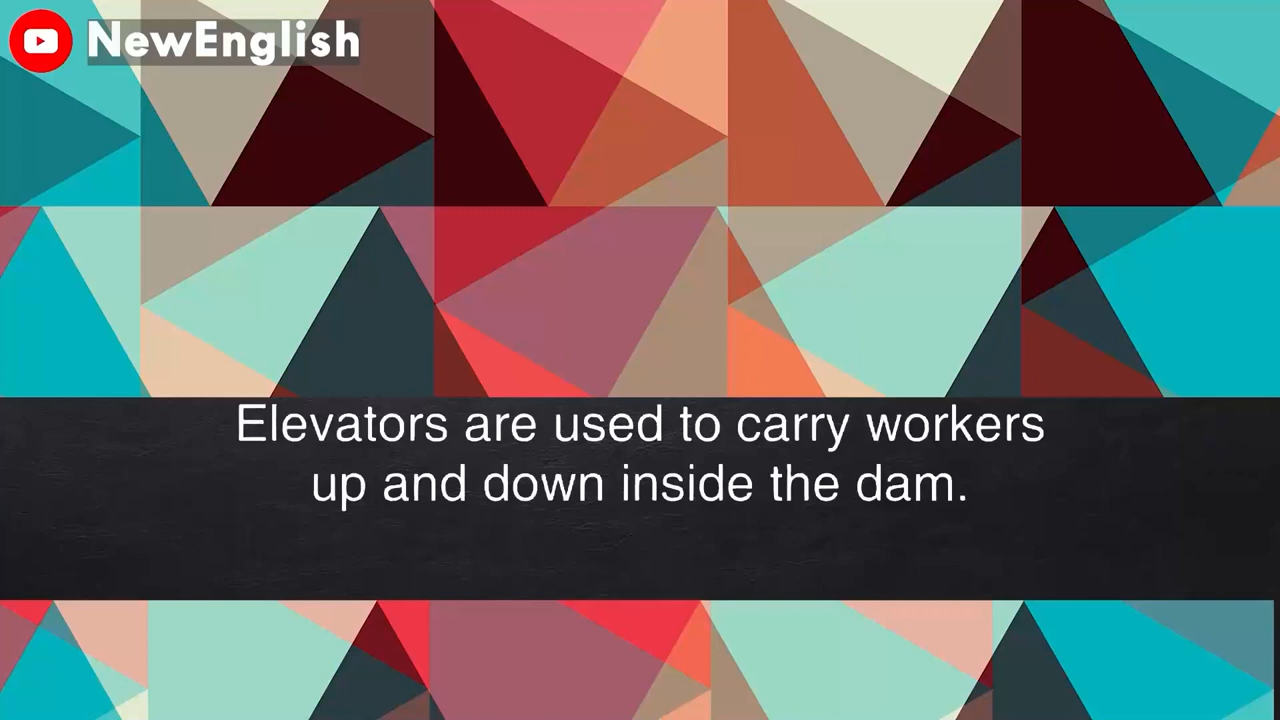 NewEnglish
Elevators are used to carry workers
up and down inside the dam.